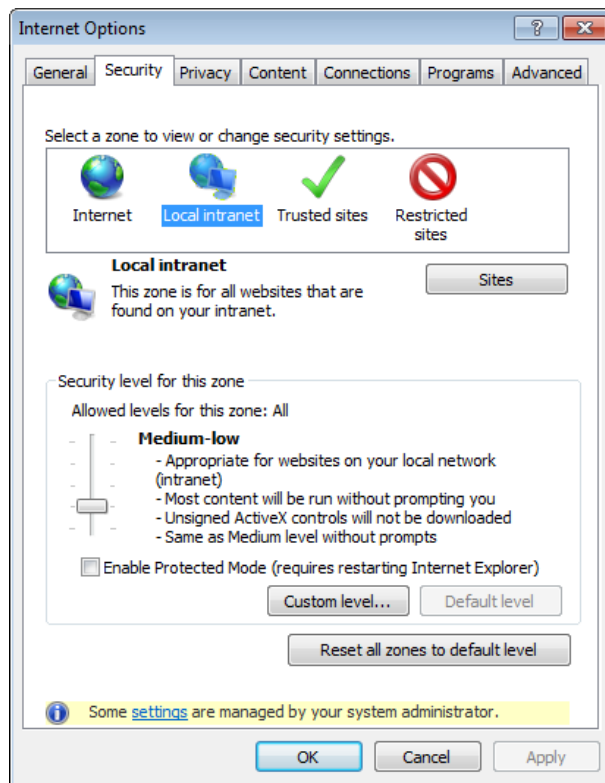 Internet Options
General Security Privacy Content Connections Programs Advanced
Select a zone to view or change security settings.
Internet Local intranet Trusted sites Restricted
sites
Local intranet
Sites
This zone is for all websites that are
found on your intranet.
Security level for this zone
Allowed levels for this zone: All
Medium-low
- Appropriate for websites on your local network
(intranet)
- Most content will be run without prompting you
- Unsigned ActiveX controls will not be downloaded
- Same as Medium level without prompts
Enable Protected Mode (requires restarting Internet Explorer)
Custom level... Default level
Reset all zones to default level
Some settings are managed by your system administrator.
OK Cancel Apply